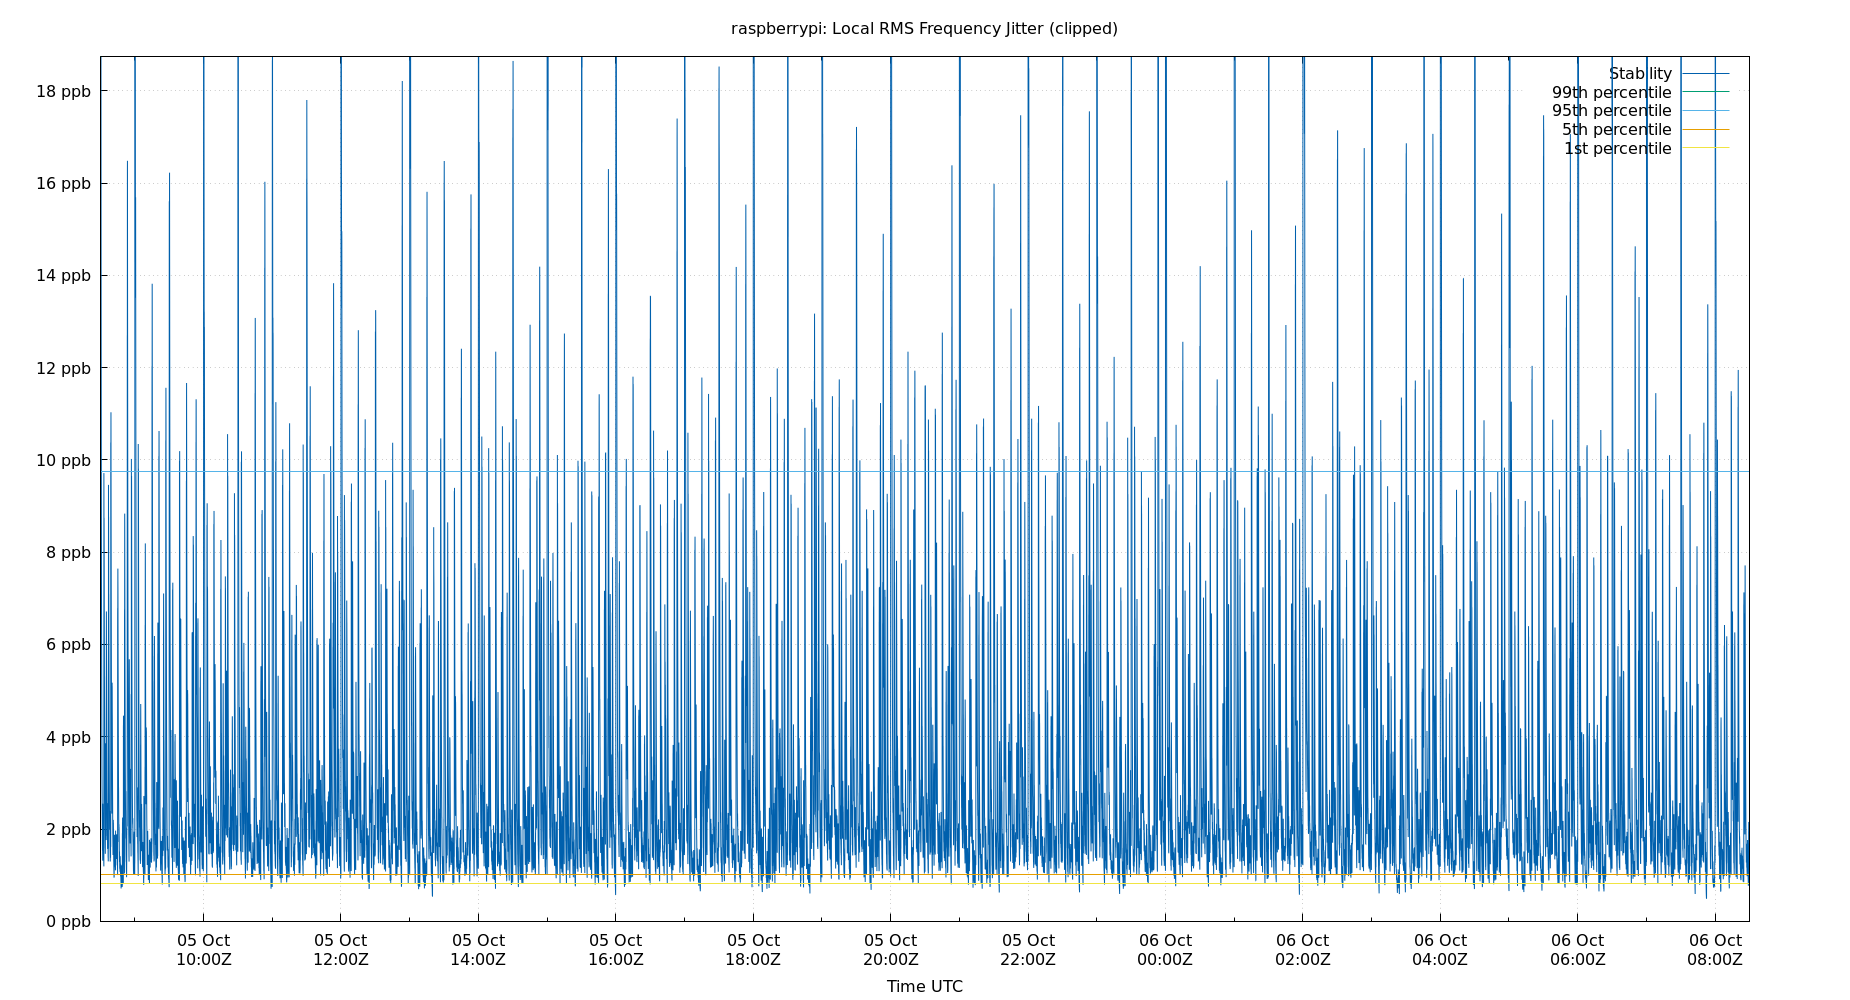 raspberrypi: Local RMS Frequency Jitter (clipped)
18 ppb
16 ppb
14 ppb
12 ppb
10 ppb
8 ppb
6 ppb
4 ppb
2 ppb
0 ppb
Stability
99th percentile
95th percentile
5th percentile
1st percentile
05 Oct 05 Oct 05 Oct 05 Oct 05 Oct 05 Oct 05 Oct 06 Oct 06 Oct 06 Oct 06 Oct 06 Oct
10:00Z 12:00Z 14:00Z 16:00Z 18:00Z 20:00Z 22:00Z 00:00Z 02:00Z 04:00Z 06:00Z 08:00Z
Time UTC